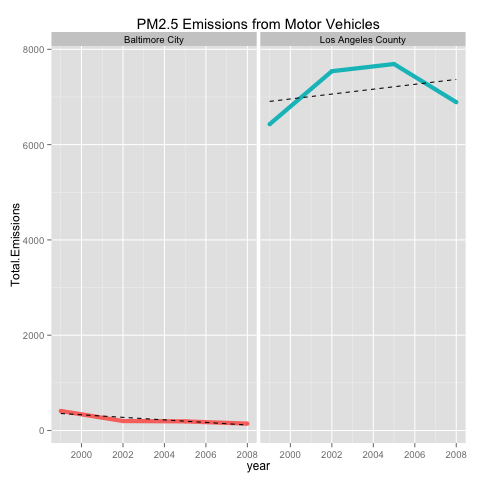 PM2.5 Emissions from Motor Vehicles
Baltimore City
Los Angeles County
Total.Emissions
8000
6000
4000
2000
0
2000 2002 2004 2006 2008
2000 2002 2004 2006 2008
year